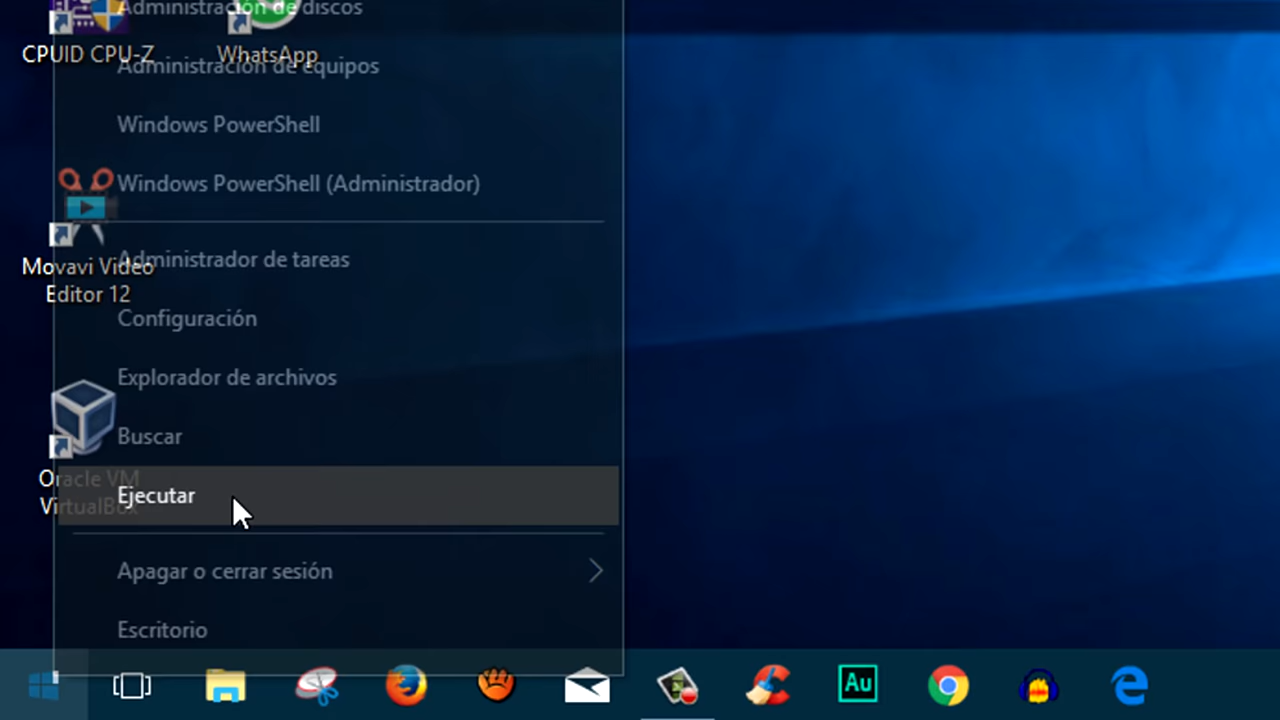 Administración de discos
CPUID CPU-Z
WhatsApp
Administración de equipos
Windows PowerShell
Windows PowerShell (Administrador)
Movavi Video
Editor 12
Administrador de tareas
Configuración
Explorador de archivos
Buscar
Oracle VM
VirtualBox
Ejecutar
Apagar o cerrar sesión
Escritorio
Au